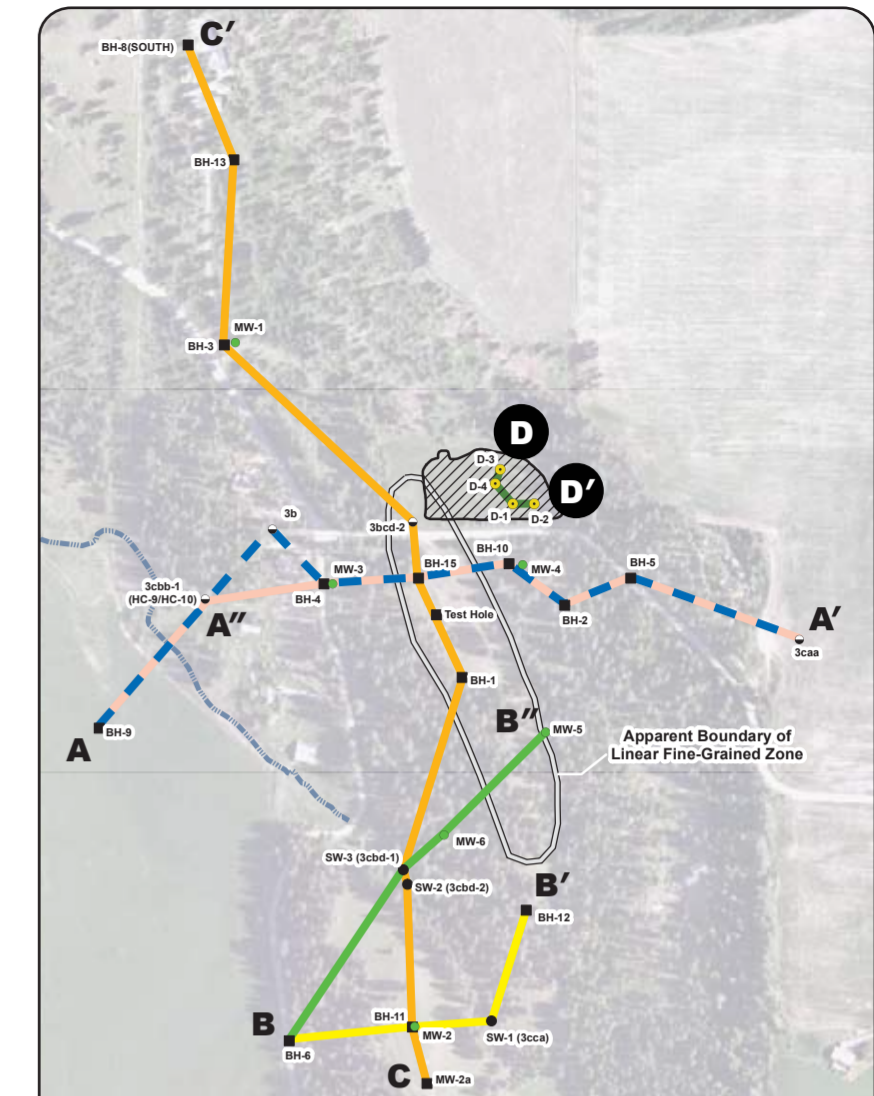 C′
BH-8(SOUTH)
BH-13
MW-1
BH-3
D
D-3
D′
D-4
D-1
D-2
3b
3bcd-2
BH-10
BH-15
MW-3
MW-4
BH-5
3cbb-1
(HC-9/HC-10)
BH-4
A″
BH-2
A′
Test Hole
3caa
BH-1
B″
MW-5
A
BH-9
Apparent Boundary of
Linear Fine-Grained Zone
MW-6
SW-3 (3cbd-1)
SW-2 (3cbd-2)
B′
BH-12
BH-11
B
MW-2
SW-1 (3cca)
BH-6
C
MW-2a